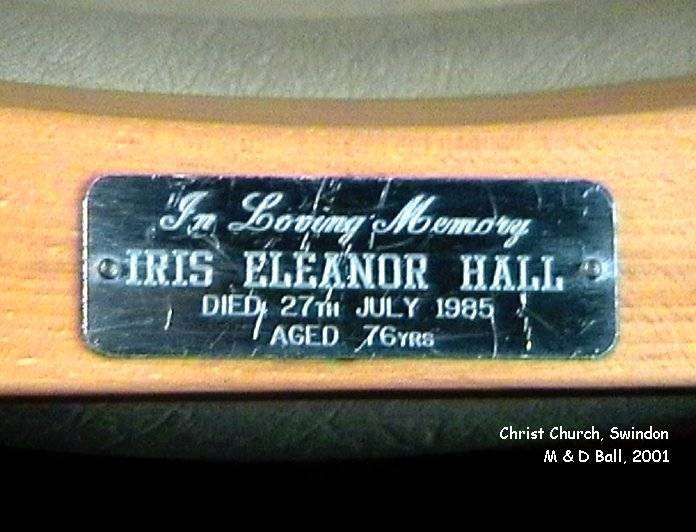 In Loving Memory
IRIS ELEANOR HALL
DIED 27TH JULY 1985
AGED 76YRS
Christ Church, Swindon
M & D Ball, 2001